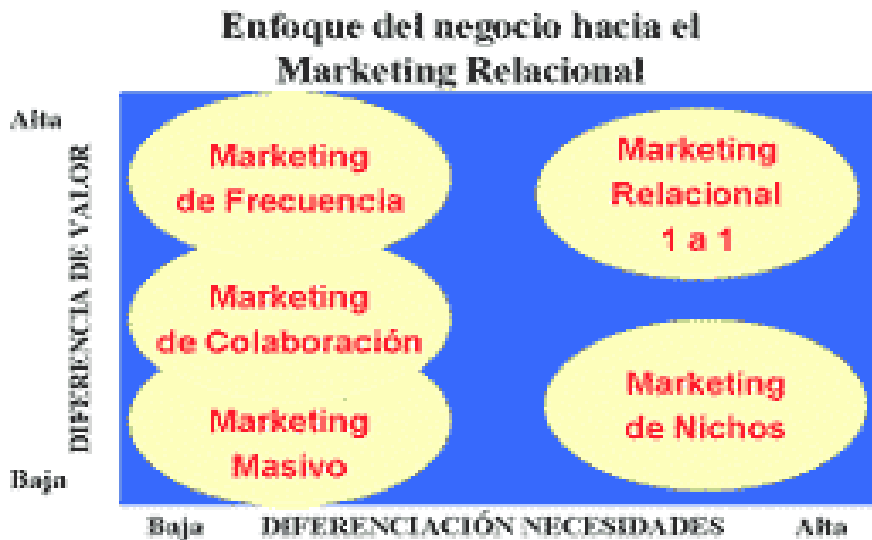 Enfoque del negocio hacia el
Marketing Relacional
Alta
DIFERENCIA DE VALOR
Baja
Marketing
de Frecuencia
Marketing
Relacional
1 a 1
Marketing
de Colaboración
Marketing
Masivo
Marketing
de Nichos
Baja DIFERENCIACIÓN NECESIDADES Alta